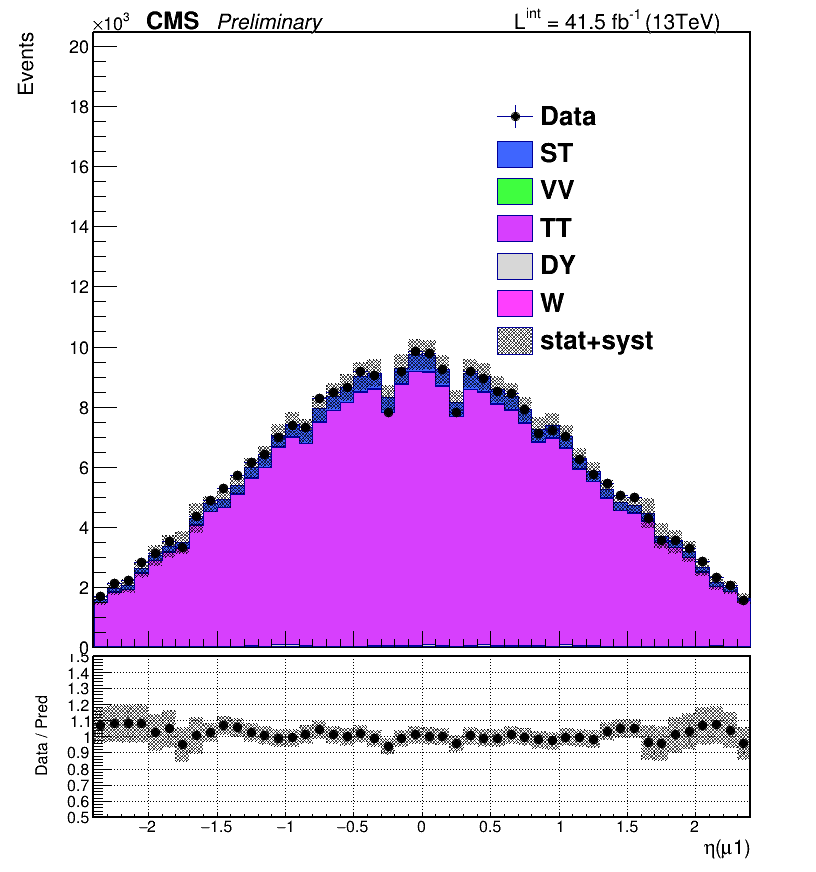 ×10³ CMS Preliminary L^int = 41.5 fb⁻¹ (13TeV)
Events
20
18
16
14
12
10
8
6
4
2
0
Data
ST
VV
TT
DY
W
stat+syst
Data / Pred
1.5
1.4
1.3
1.2
1.1
1
0.9
0.8
0.7
0.6
0.5
−2 −1.5 −1 −0.5 0 0.5 1 1.5 2
η(μ1)